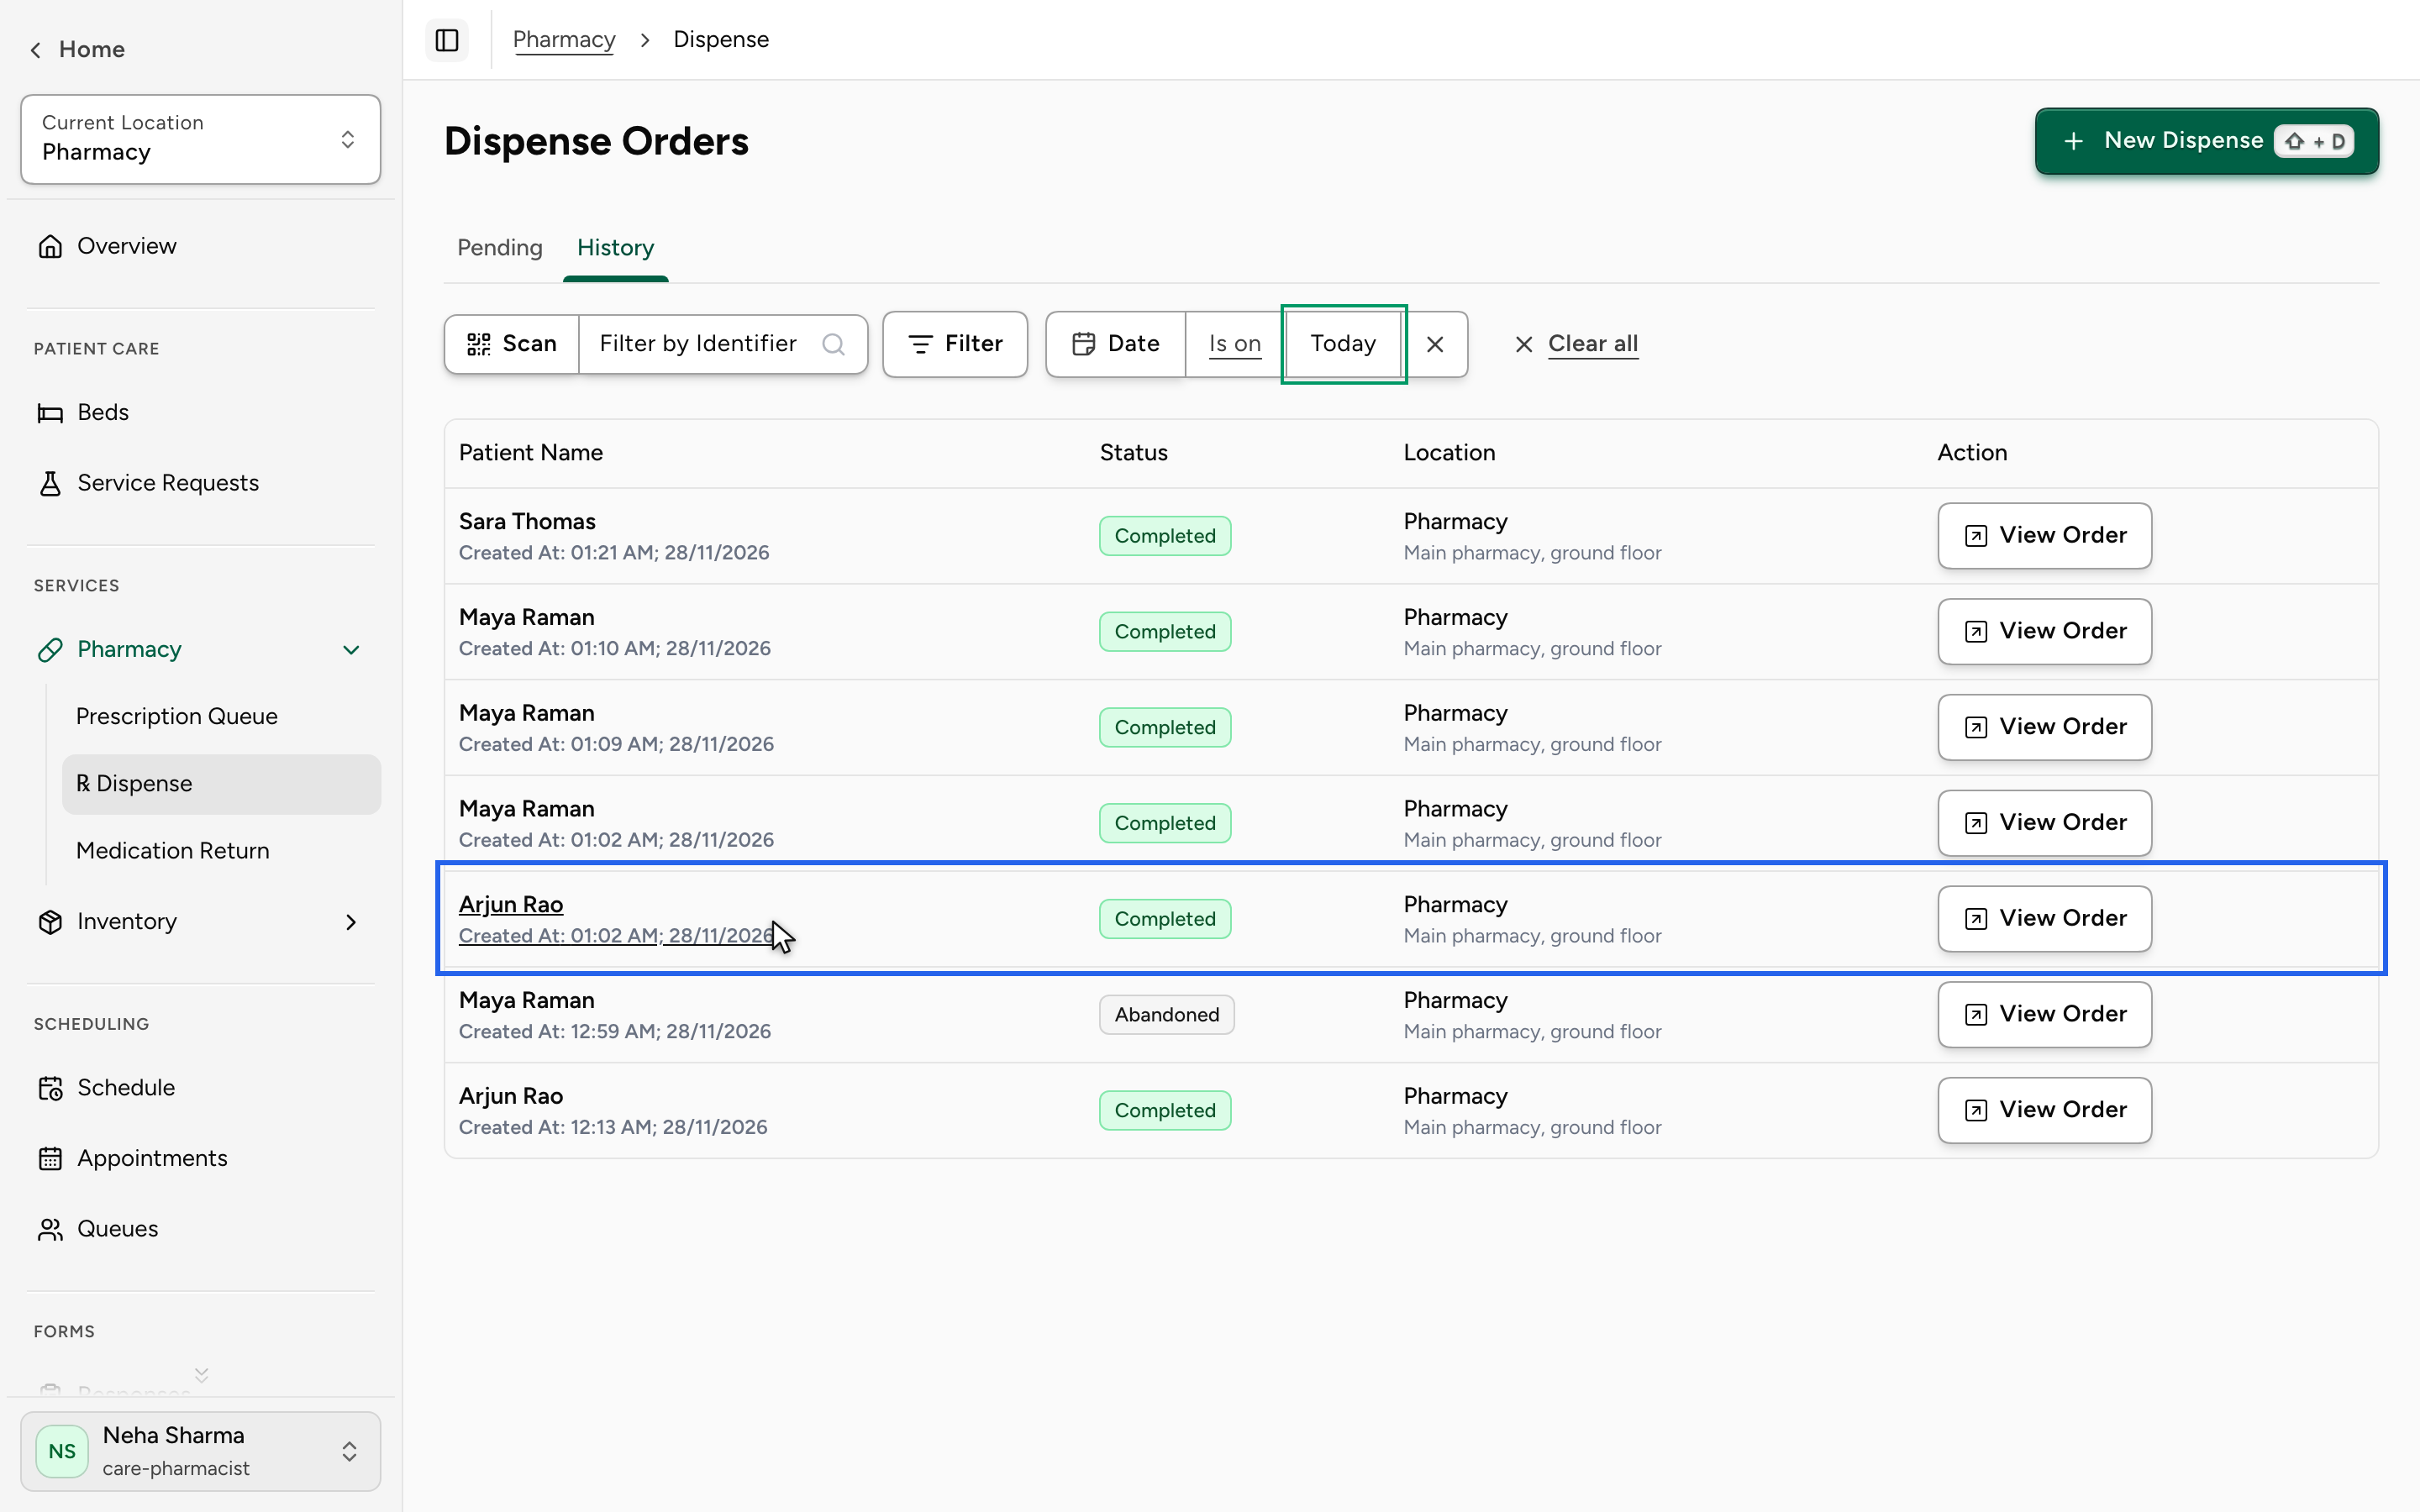 Home
Current Location
Pharmacy
Overview
PATIENT CARE
Beds
Service Requests
SERVICES
Pharmacy
Prescription Queue
℞ Dispense
Medication Return
Inventory
SCHEDULING
Schedule
Appointments
Queues
FORMS
Responses
NS
Neha Sharma
care-pharmacist
Pharmacy > Dispense
Dispense Orders
+ New Dispense ⇧ + D
Pending History
Scan Filter by Identifier Filter Date Is on Today Clear all
Patient Name Status Location Action
Sara Thomas Completed Pharmacy View Order
Created At: 01:21 AM; 28/11/2026 Main pharmacy, ground floor
Maya Raman Completed Pharmacy View Order
Created At: 01:10 AM; 28/11/2026 Main pharmacy, ground floor
Maya Raman Completed Pharmacy View Order
Created At: 01:09 AM; 28/11/2026 Main pharmacy, ground floor
Maya Raman Completed Pharmacy View Order
Created At: 01:02 AM; 28/11/2026 Main pharmacy, ground floor
Arjun Rao Completed Pharmacy View Order
Created At: 01:02 AM; 28/11/2026 Main pharmacy, ground floor
Maya Raman Abandoned Pharmacy View Order
Created At: 12:59 AM; 28/11/2026 Main pharmacy, ground floor
Arjun Rao Completed Pharmacy View Order
Created At: 12:13 AM; 28/11/2026 Main pharmacy, ground floor